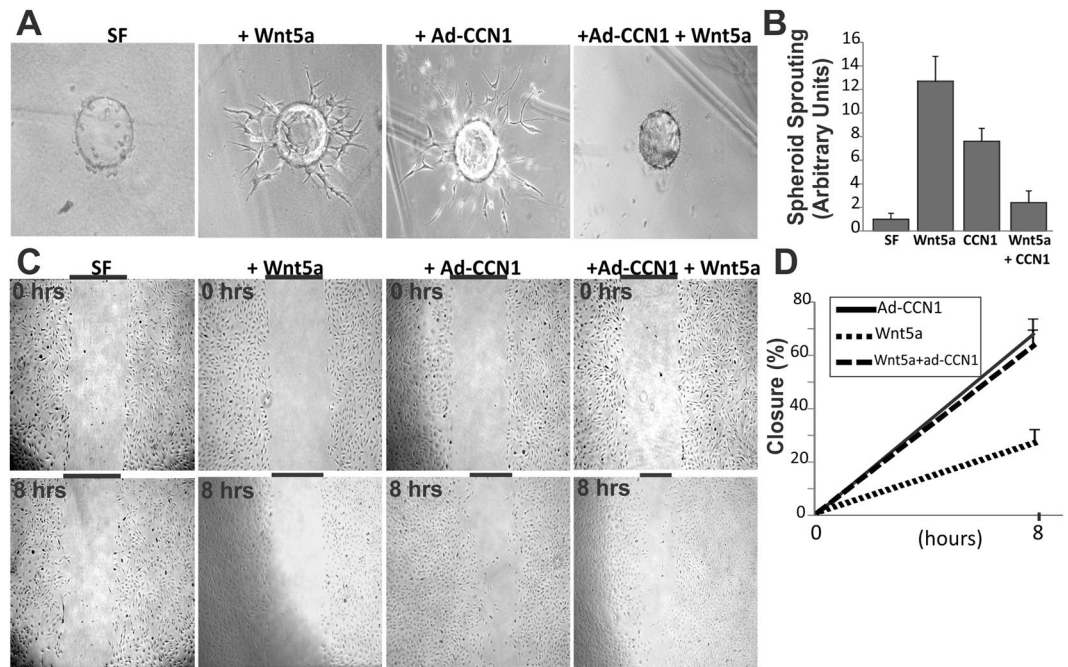 A
SF
+ Wnt5a
+ Ad-CCN1
+Ad-CCN1 + Wnt5a
B
Spheroid Sprouting
(Arbitrary Units)
16
14
12
10
8
6
4
2
0
SF
Wnt5a
CCN1
Wnt5a
+ CCN1
C
SF
+ Wnt5a
+ Ad-CCN1
+Ad-CCN1 + Wnt5a
0 hrs
0 hrs
0 hrs
0 hrs
8 hrs
8 hrs
8 hrs
8 hrs
D
Closure (%)
80
60
40
20
0
Ad-CCN1
Wnt5a
Wnt5a+ad-CCN1
0
(hours)
8